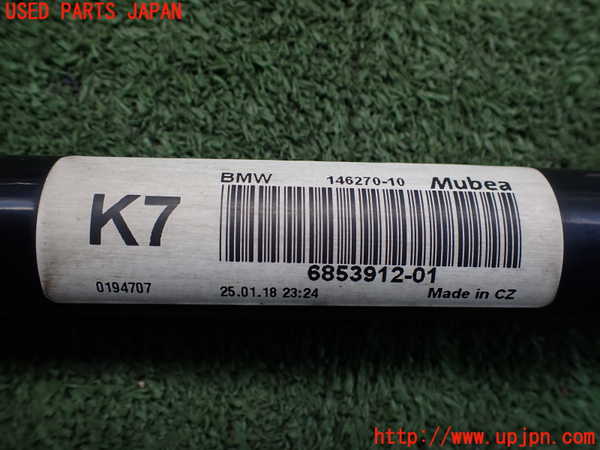 USED PARTS JAPAN
BMW 146270-10 Mubea
K7
6853912-01
0194707 25.01.18 23:24 Made in CZ
http://www.upjpn.com/